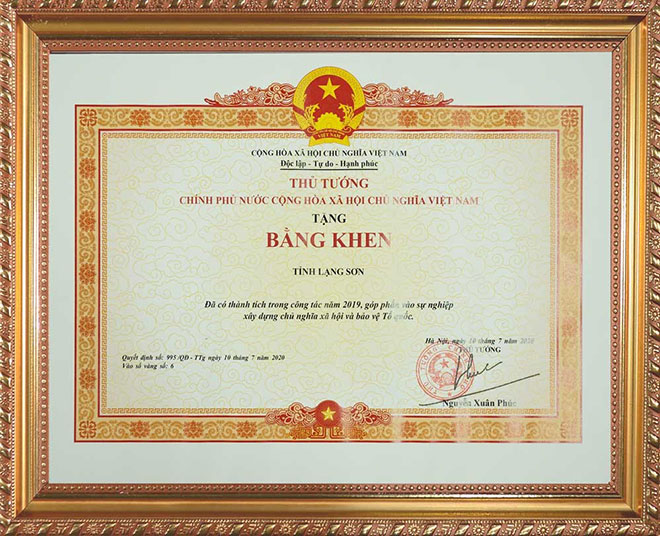 VIỆT NAM
CỘNG HÒA XÃ HỘI CHỦ NGHĨA VIỆT NAM
Độc lập - Tự do - Hạnh phúc
THỦ TƯỚNG
CHÍNH PHỦ NƯỚC CỘNG HÒA XÃ HỘI CHỦ NGHĨA VIỆT NAM
TẶNG
BẰNG KHEN
TỈNH LẠNG SƠN
Đã có thành tích trong công tác năm 2019, góp phần vào sự nghiệp
xây dựng chủ nghĩa xã hội và bảo vệ Tổ quốc.
Hà Nội, ngày 10 tháng 7 năm 2020
THỦ TƯỚNG
Quyết định số: 995/QĐ - TTg ngày 10 tháng 7 năm 2020
Vào sổ vàng số: 6
Phuc
Nguyễn Xuân Phúc